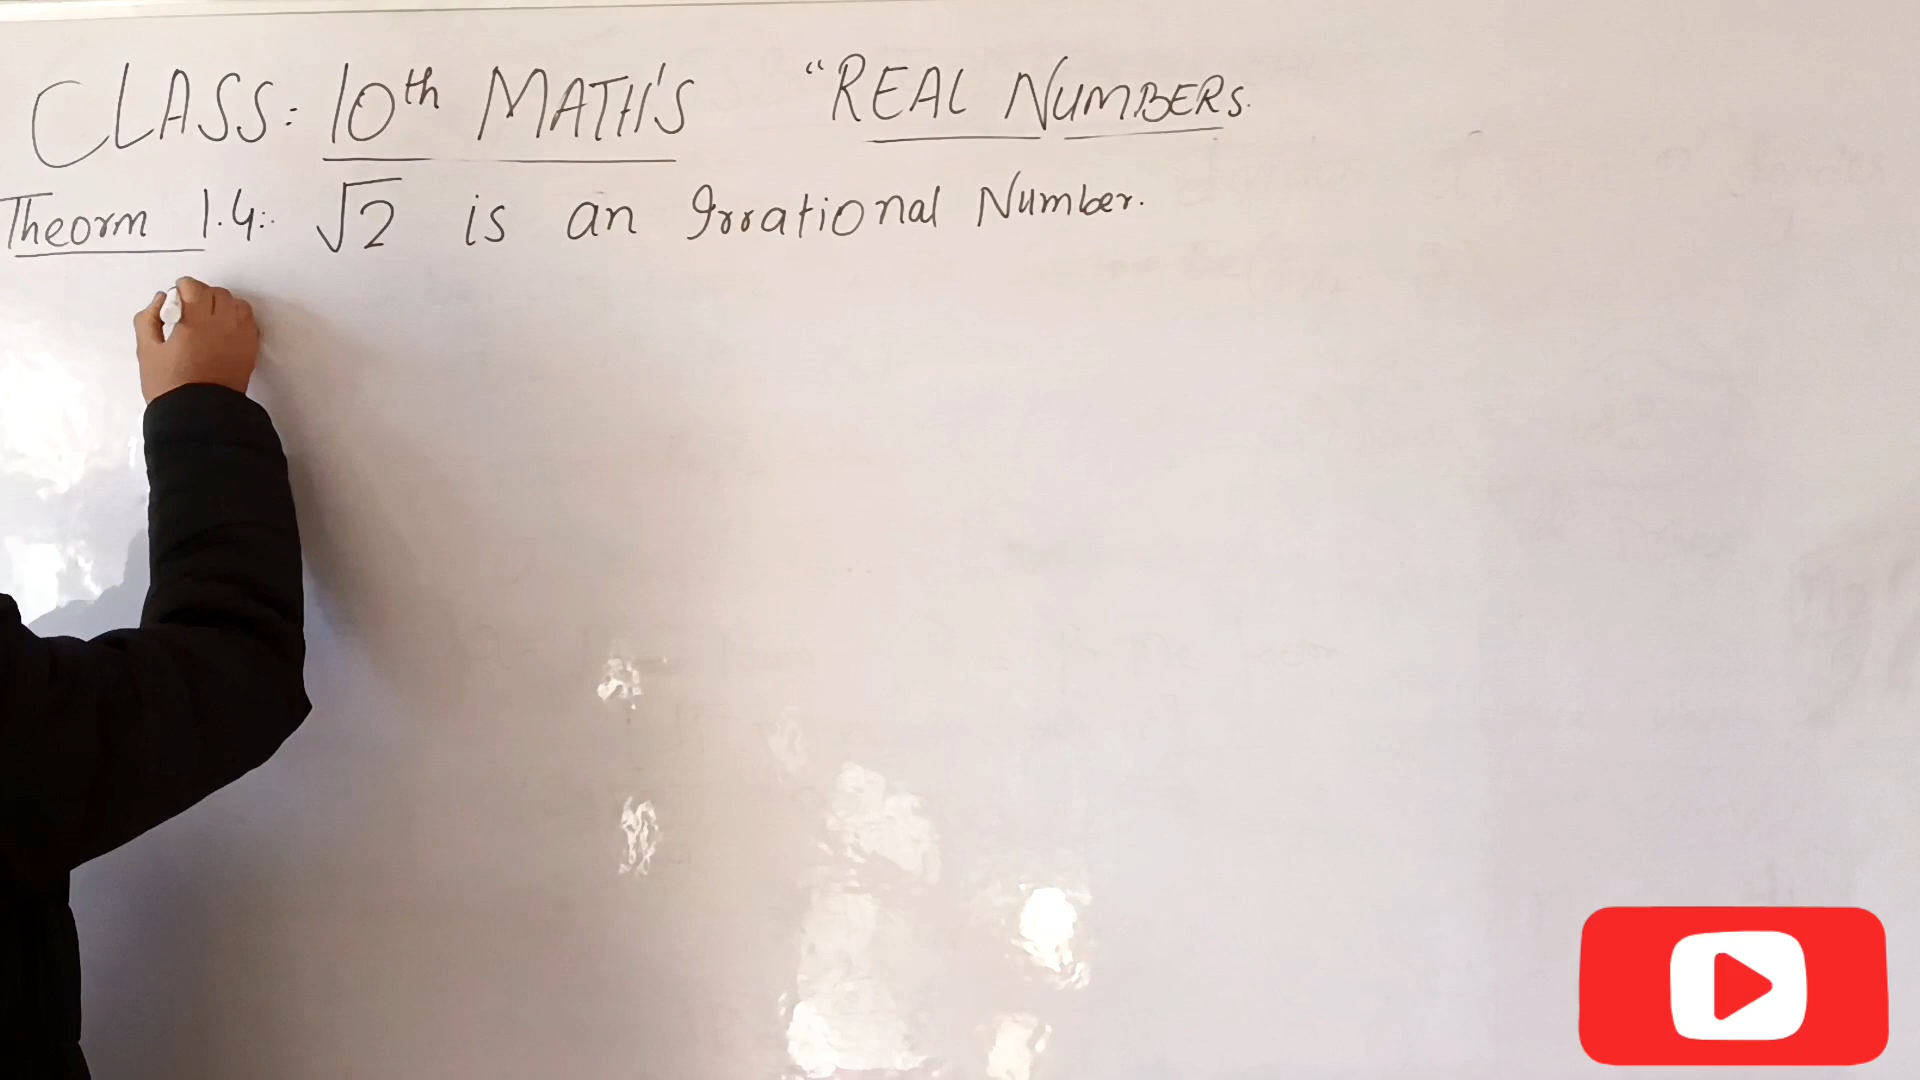 CLASS: 10th MATH'S “REAL NUMBERS.
Theorm 1.4:. √2 is an Irrational Number.